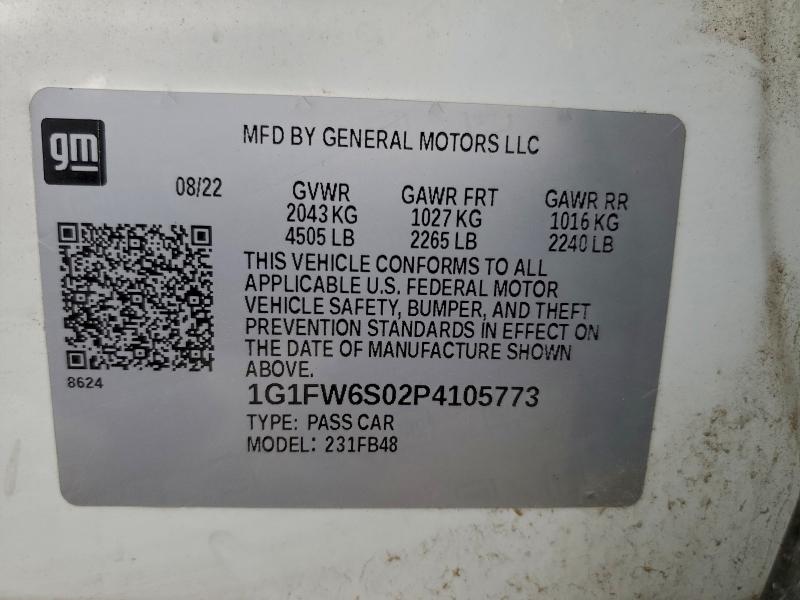 gm
MFD BY GENERAL MOTORS LLC
08/22 GVWR GAWR FRT GAWR RR
2043 KG 1027 KG 1016 KG
4505 LB 2265 LB 2240 LB
THIS VEHICLE CONFORMS TO ALL
APPLICABLE U.S. FEDERAL MOTOR
VEHICLE SAFETY, BUMPER, AND THEFT
PREVENTION STANDARDS IN EFFECT ON
THE DATE OF MANUFACTURE SHOWN
ABOVE.
8624
1G1FW6S02P4105773
TYPE: PASS CAR
MODEL: 231FB48